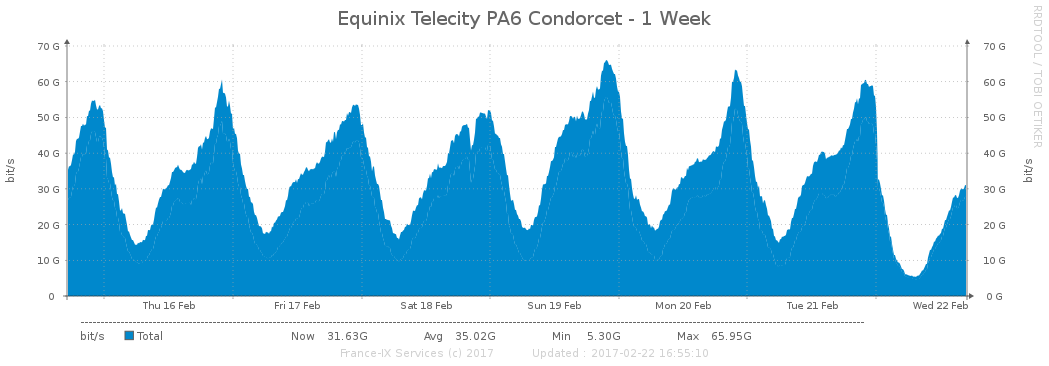 Equinix Telecity PA6 Condorcet - 1 Week
RRDTOOL / TOBI OETIKER
bit/s
70 G 70 G
60 G 60 G
50 G 50 G
40 G 40 G
30 G 30 G
20 G 20 G
10 G 10 G
0 0 G
bit/s
Thu 16 Feb Fri 17 Feb Sat 18 Feb Sun 19 Feb Mon 20 Feb Tue 21 Feb Wed 22 Feb
bit/s Total Now 31.63G Avg 35.02G Min 5.30G Max 65.95G
France-IX Services (c) 2017 Updated : 2017-02-22 16:55:10